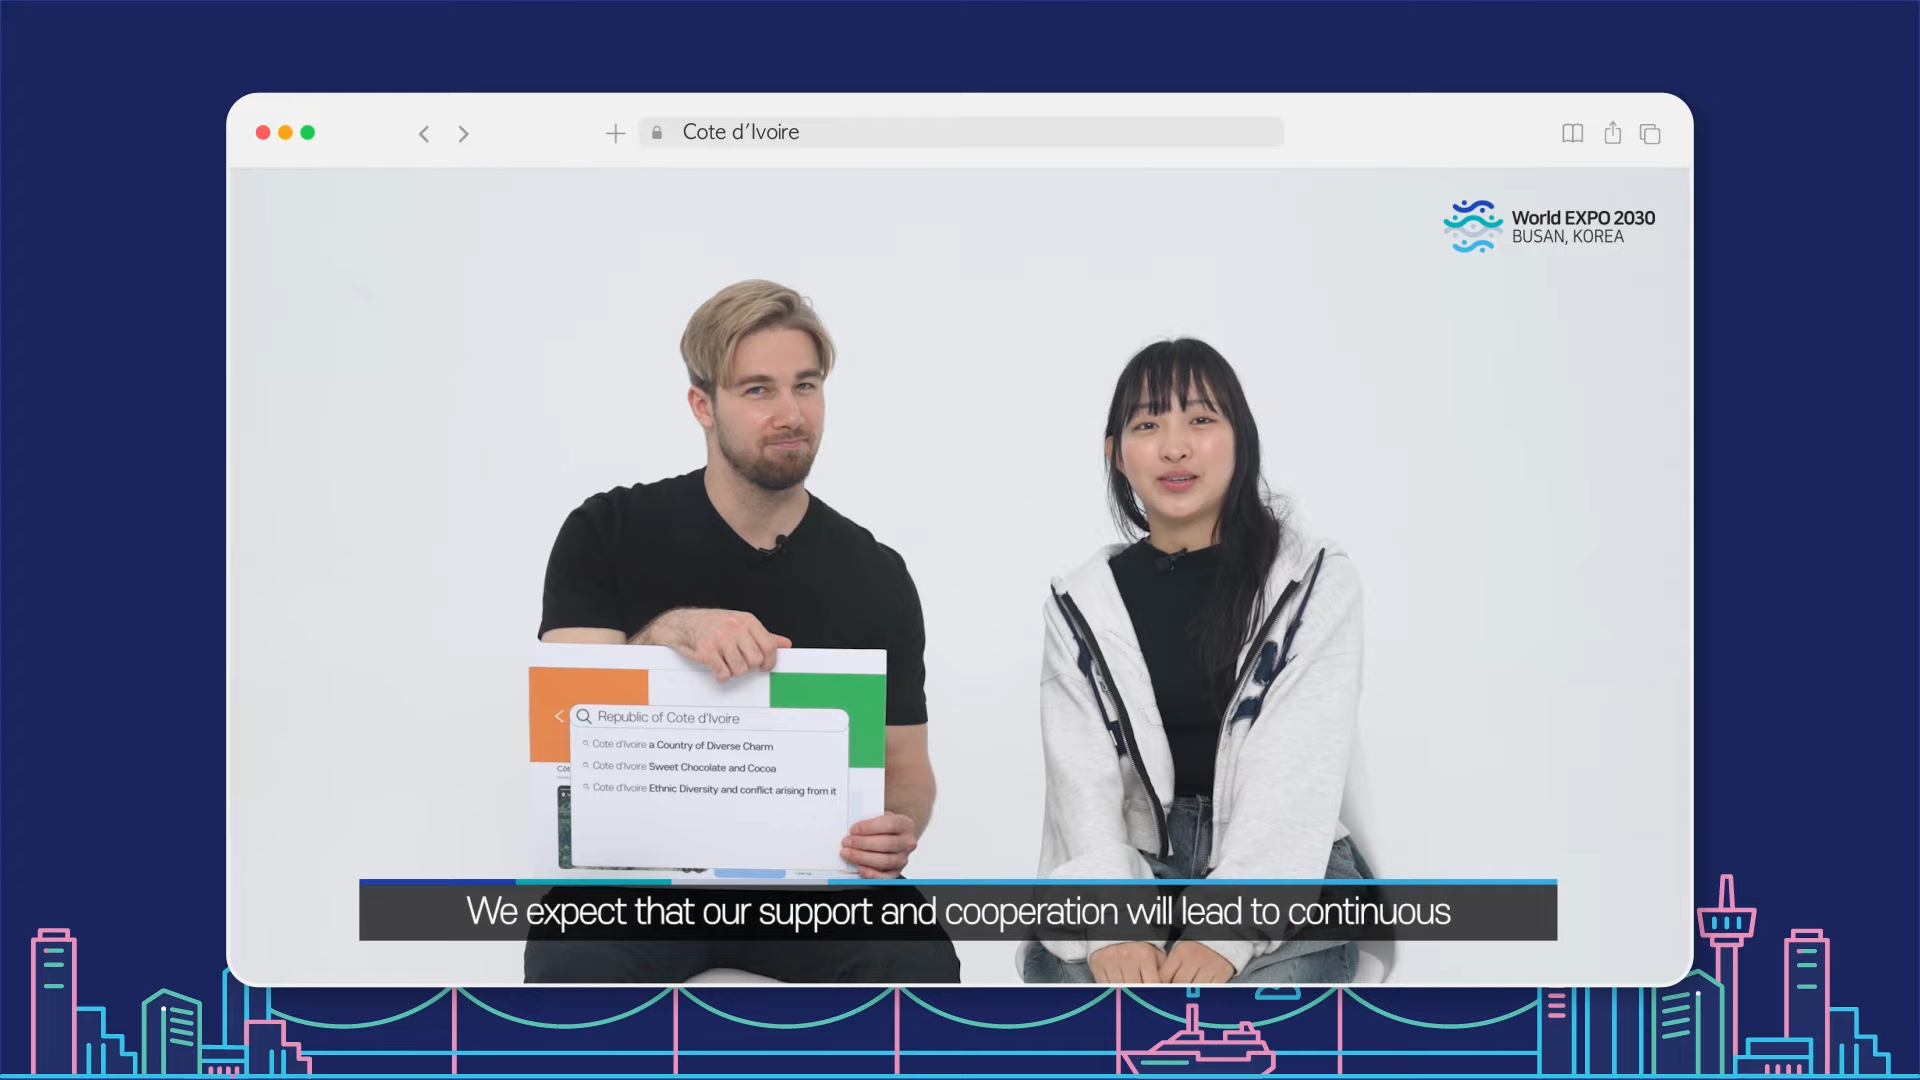 Cote d'Ivoire
World EXPO 2030
BUSAN, KOREA
Republic of Cote d'Ivoire
Cote d'Ivoire a Country of Diverse Charm
Cote d'Ivoire Sweet Chocolate and Cocoa
Cote d'Ivoire Ethnic Diversity and conflict arising from it
We expect that our support and cooperation will lead to continuous